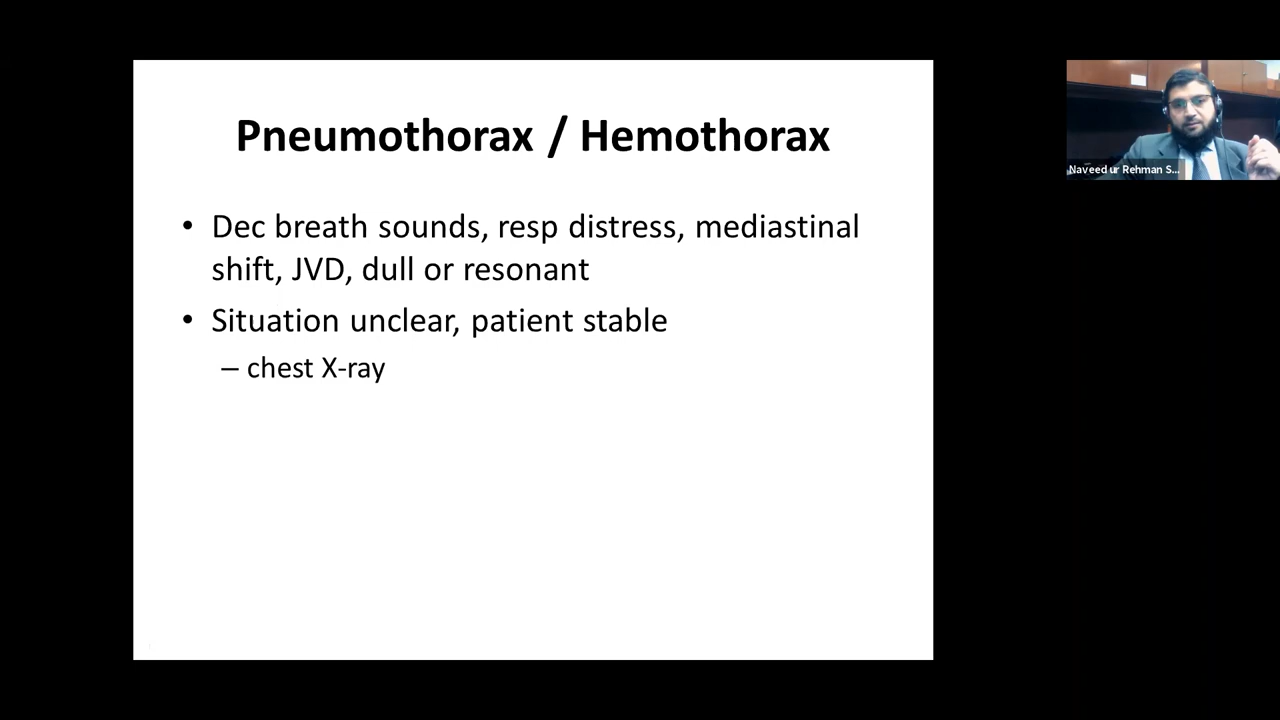 Pneumothorax / Hemothorax
• Dec breath sounds, resp distress, mediastinal
shift, JVD, dull or resonant
• Situation unclear, patient stable
– chest X-ray
Naveed ur Rehman S...